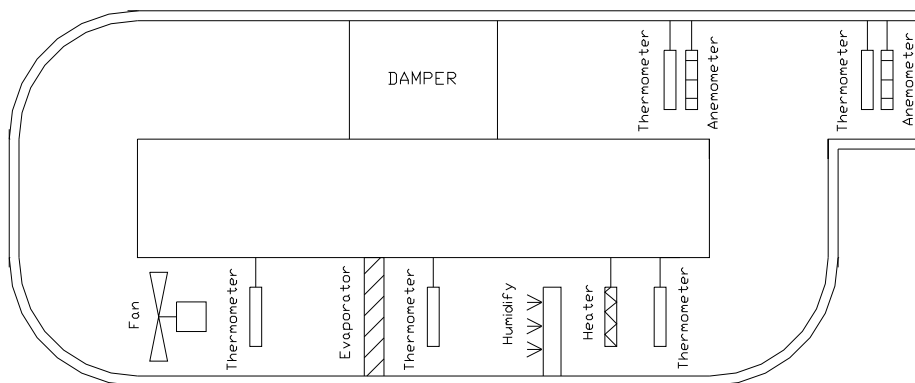 DAMPER
Thermometer
Anemometer
Thermometer
Anemometer
Fan
Thermometer
Evaporator
Thermometer
Humidify
Heater
Thermometer